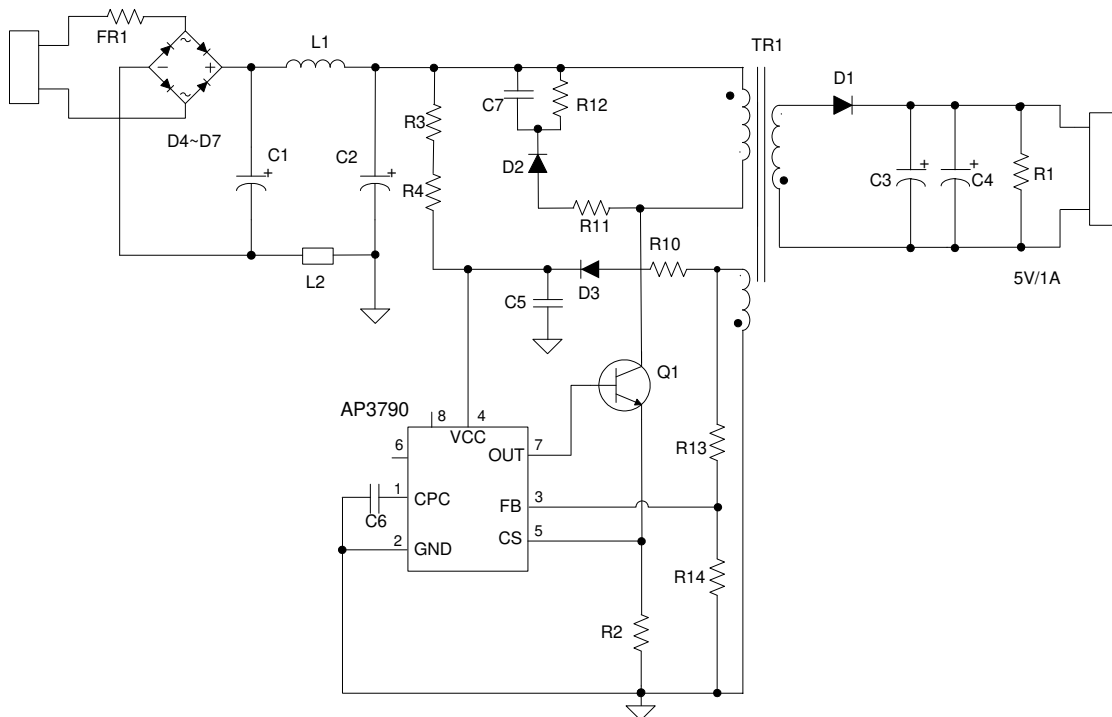 FR1
L1
TR1
D1
~
- +
~
D4~D7
C1
C2
R3
R4
C7
R12
D2
R11
C3
C4
R1
L2
R10
D3
C5
5V/1A
Q1
AP3790
8
4
VCC
6
OUT
7
R13
1
CPC
C6
FB
3
2
GND
CS
5
R14
R2
+
+
+
+